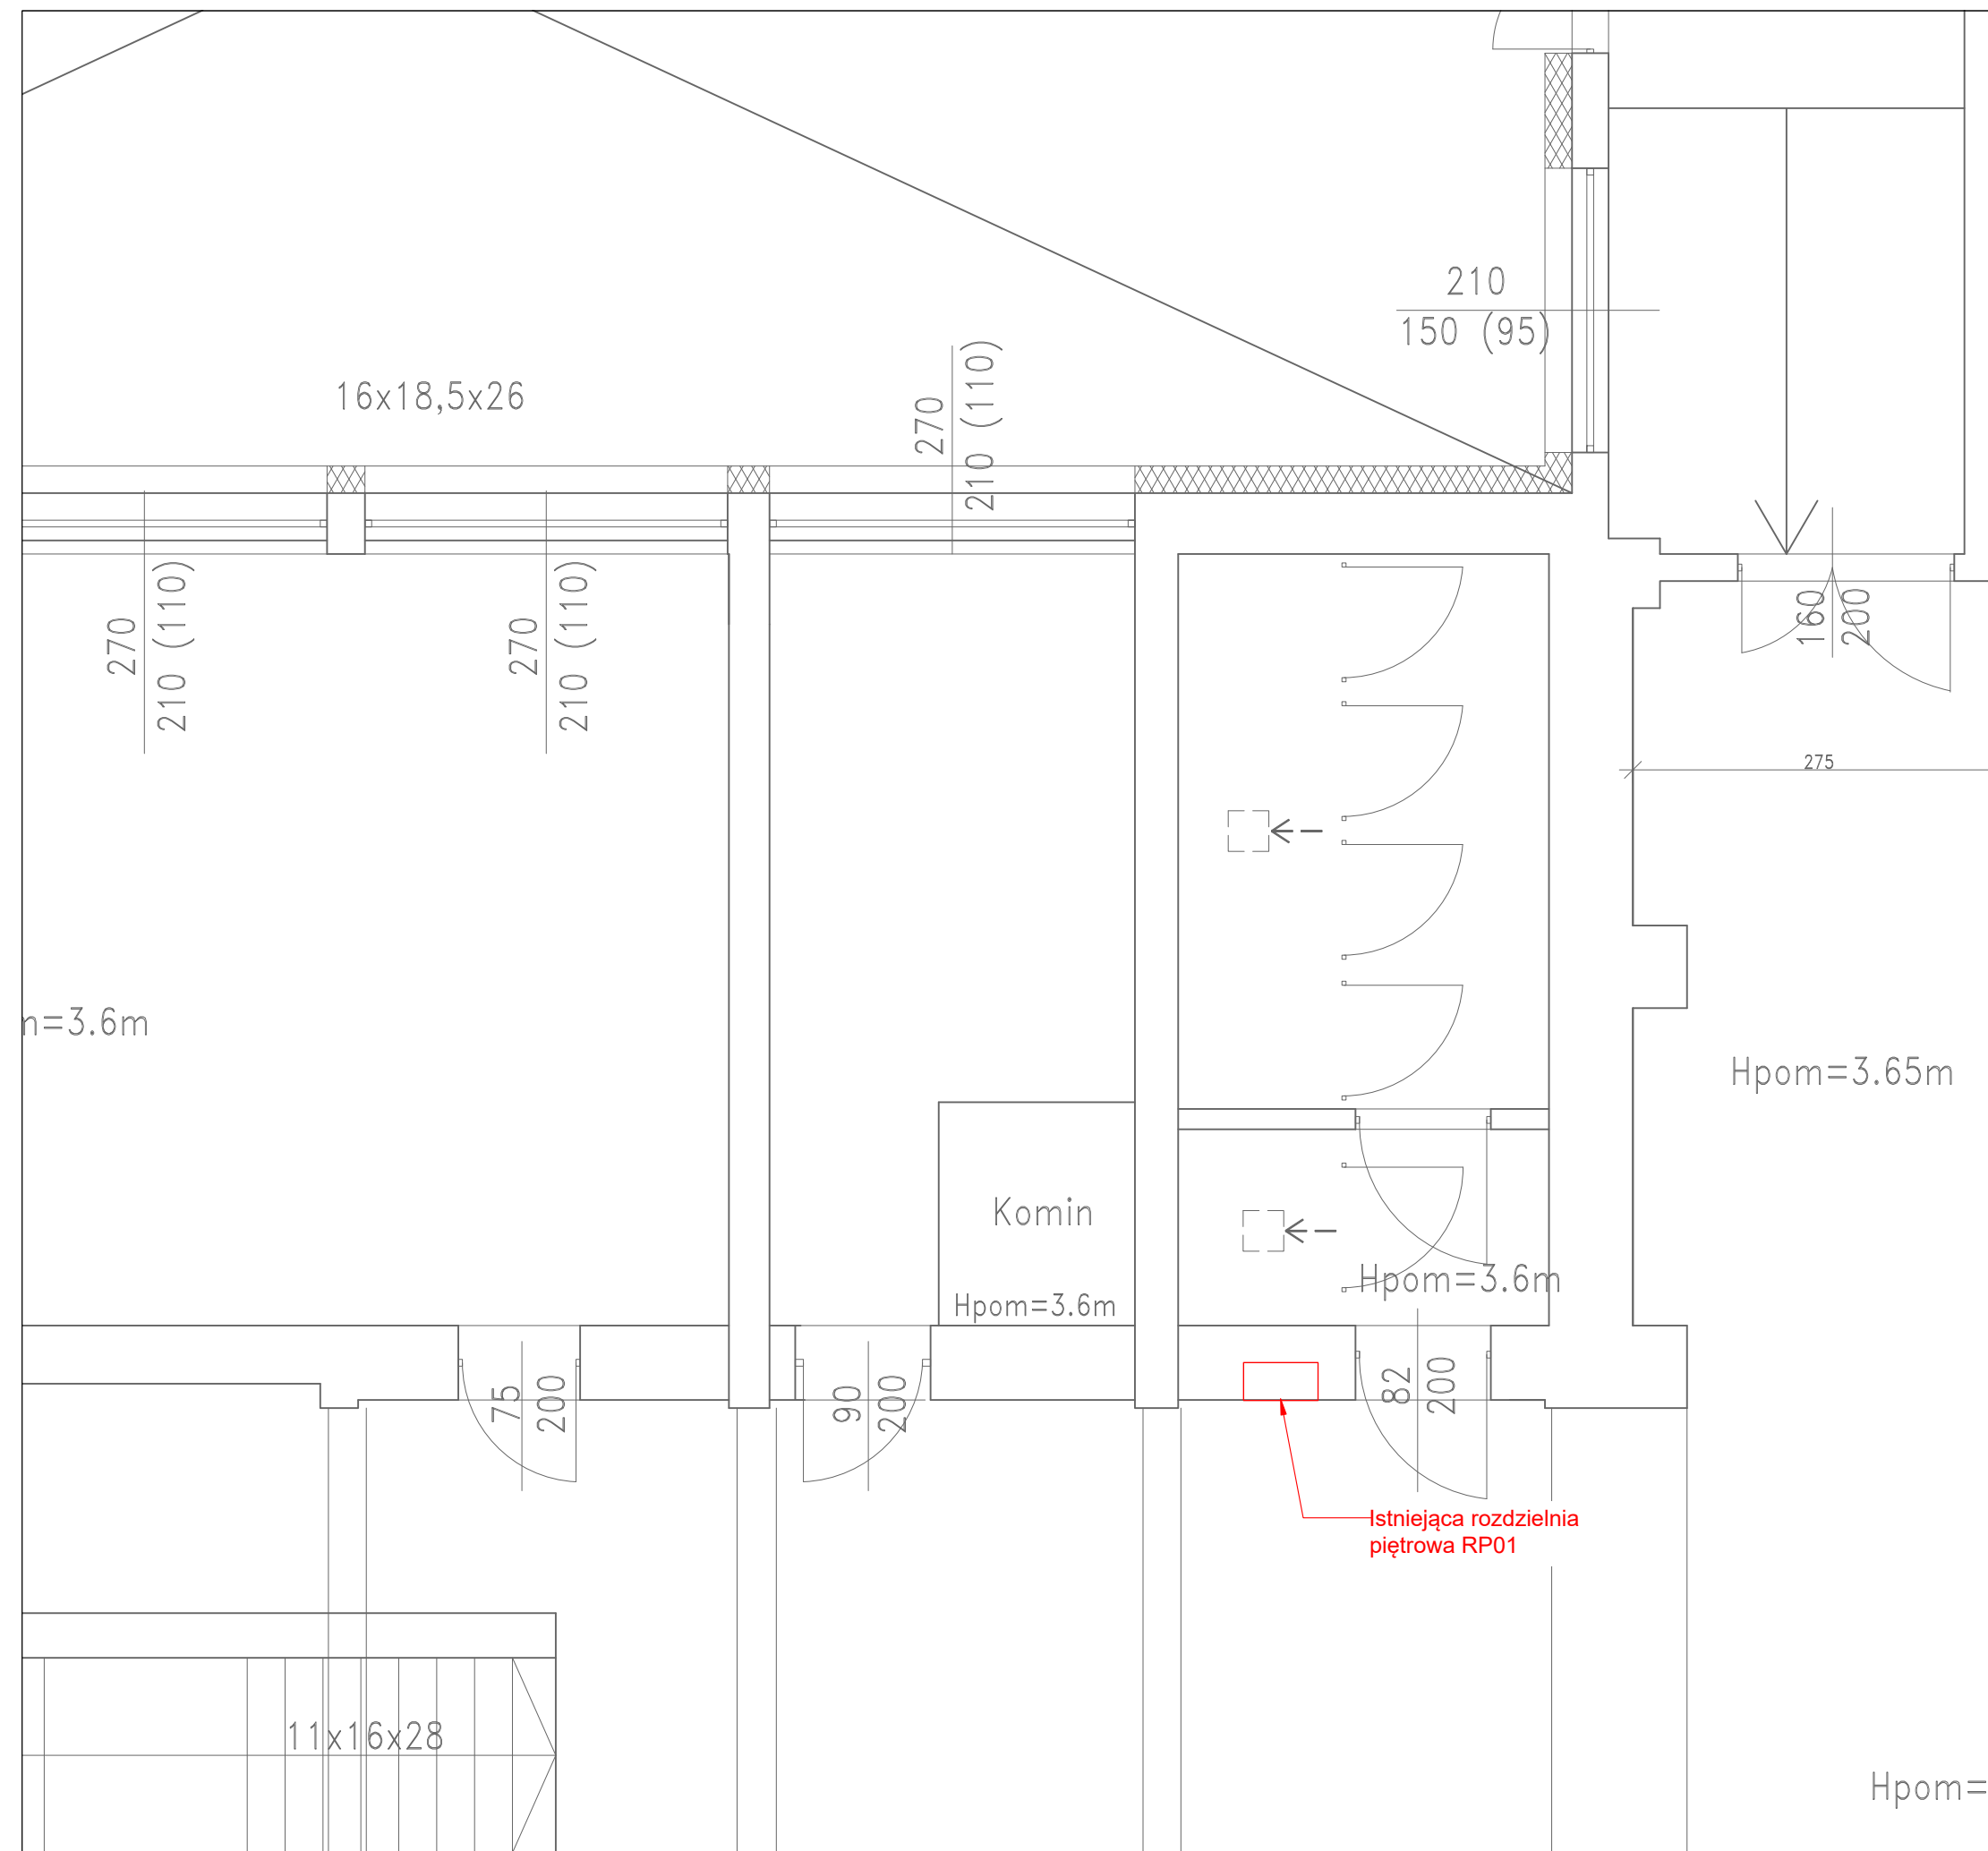 210
150 (95)
16x18,5x26
270
210 (110)
270
210 (110)
270
210 (110)
160
200
275
m=3.6m
Hpom=3.65m
Komin
Hpom=3.6m
Hpom=3.6m
75
200
90
200
82
200
Istniejąca rozdzielnia
piętrowa RP01
11x16x28
Hpom=